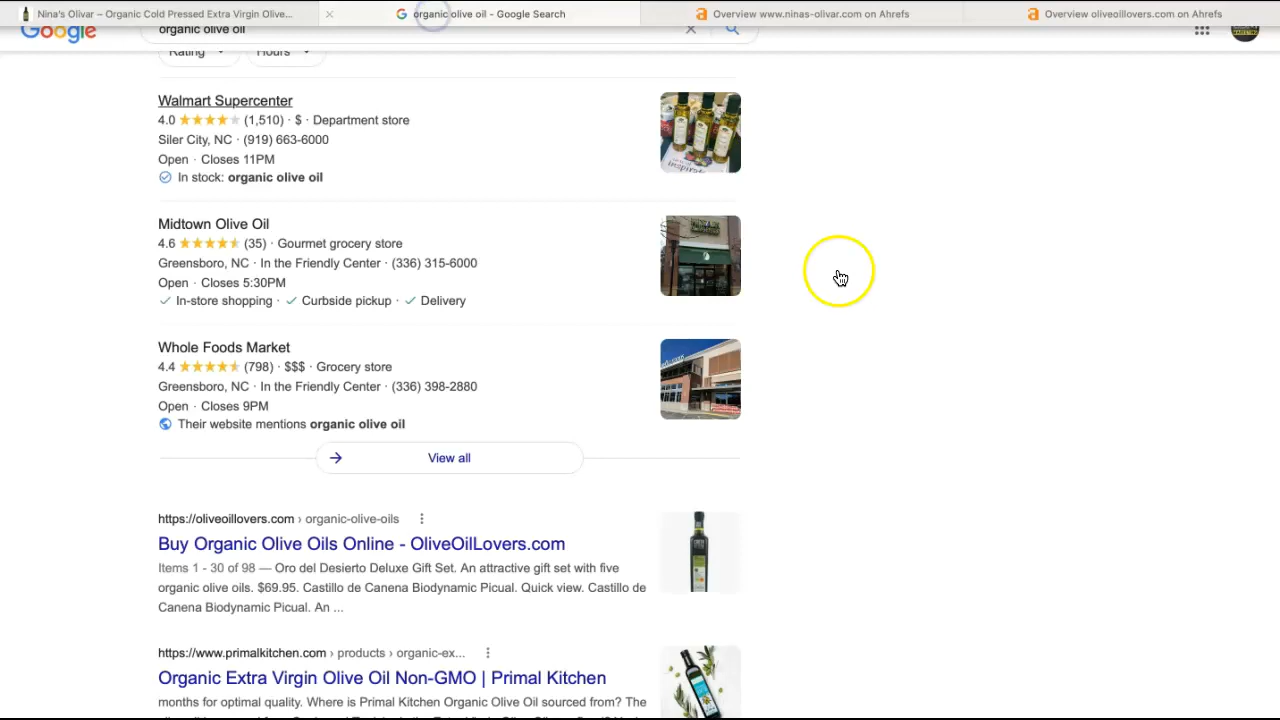 Nina's Olivar – Organic Cold Pressed Extra Virgin Olive...
organic olive oil - Google Search
Overview www.ninas-olivar.com on Ahrefs
Overview oliveoillovers.com on Ahrefs
Google
organic olive oil
Rating
Hours
Walmart Supercenter
4.0 ★★★★★ (1,510) · $ · Department store
Siler City, NC · (919) 663-6000
Open · Closes 11PM
In stock: organic olive oil
Midtown Olive Oil
4.6 ★★★★★ (35) · Gourmet grocery store
Greensboro, NC · In the Friendly Center · (336) 315-6000
Open · Closes 5:30PM
✓ In-store shopping · ✓ Curbside pickup · ✓ Delivery
Whole Foods Market
4.4 ★★★★★ (798) · $$$ · Grocery store
Greensboro, NC · In the Friendly Center · (336) 398-2880
Open · Closes 9PM
Their website mentions organic olive oil
View all
https://oliveoillovers.com › organic-olive-oils
Buy Organic Olive Oils Online - OliveOilLovers.com
Items 1 - 30 of 98 — Oro del Desierto Deluxe Gift Set. An attractive gift set with five
organic olive oils. $69.95. Castillo de Canena Biodynamic Picual. Quick view. Castillo de
Canena Biodynamic Picual. An ...
https://www.primalkitchen.com › products › organic-ex...
Organic Extra Virgin Olive Oil Non-GMO | Primal Kitchen
months for optimal quality. Where is Primal Kitchen Organic Olive Oil sourced from? The